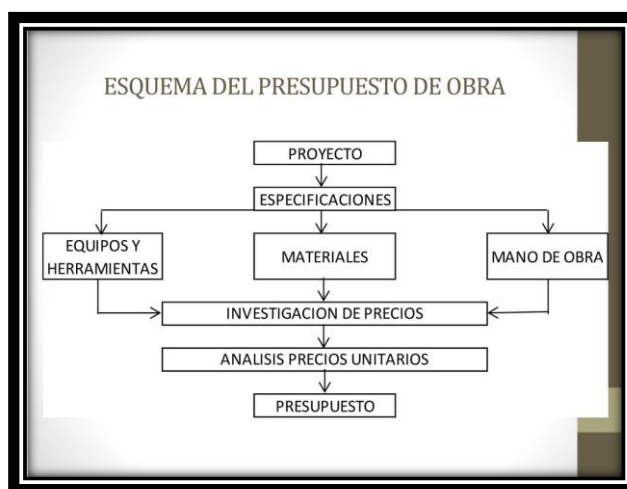 ESQUEMA DEL PRESUPUESTO DE OBRA
PROYECTO
ESPECIFICACIONES
EQUIPOS Y
HERRAMIENTAS
MATERIALES
MANO DE OBRA
INVESTIGACION DE PRECIOS
ANALISIS PRECIOS UNITARIOS
PRESUPUESTO